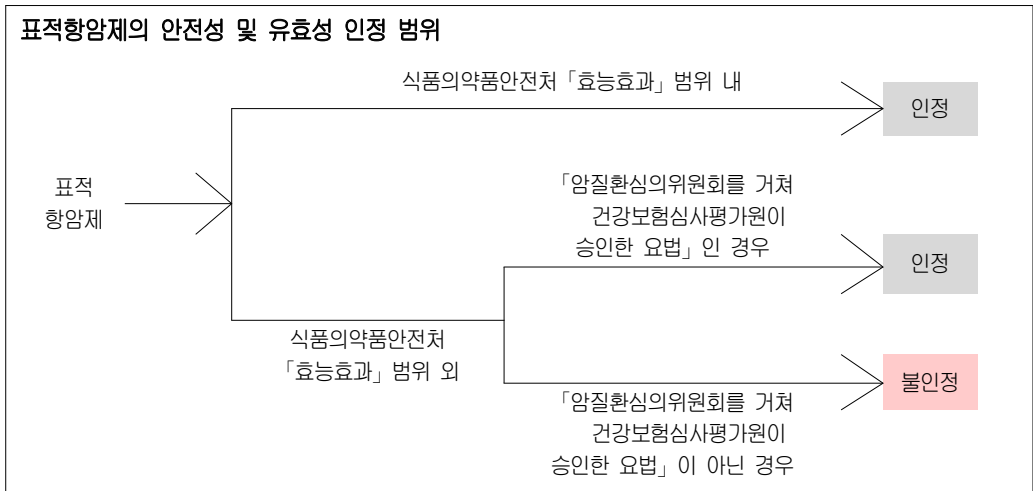 표적항암제의 안전성 및 유효성 인정 범위
식품의약품안전처「효능효과」범위 내
인정
표적
항암제
「암질환심의위원회를 거쳐
건강보험심사평가원이
승인한 요법」인 경우
인정
식품의약품안전처
「효능효과」범위 외
불인정
「암질환심의위원회를 거쳐
건강보험심사평가원이
승인한 요법」이 아닌 경우